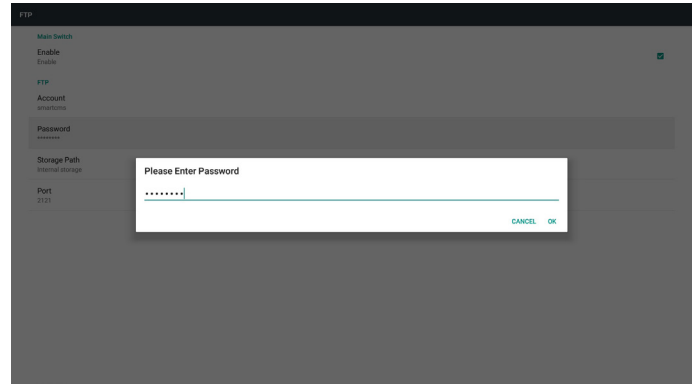 FTP
Main Switch
Enable
Enable
FTP
Account
smartcms
Password
********
Storage Path
Internal storage
Port
2121
Please Enter Password
••••••••
CANCEL OK